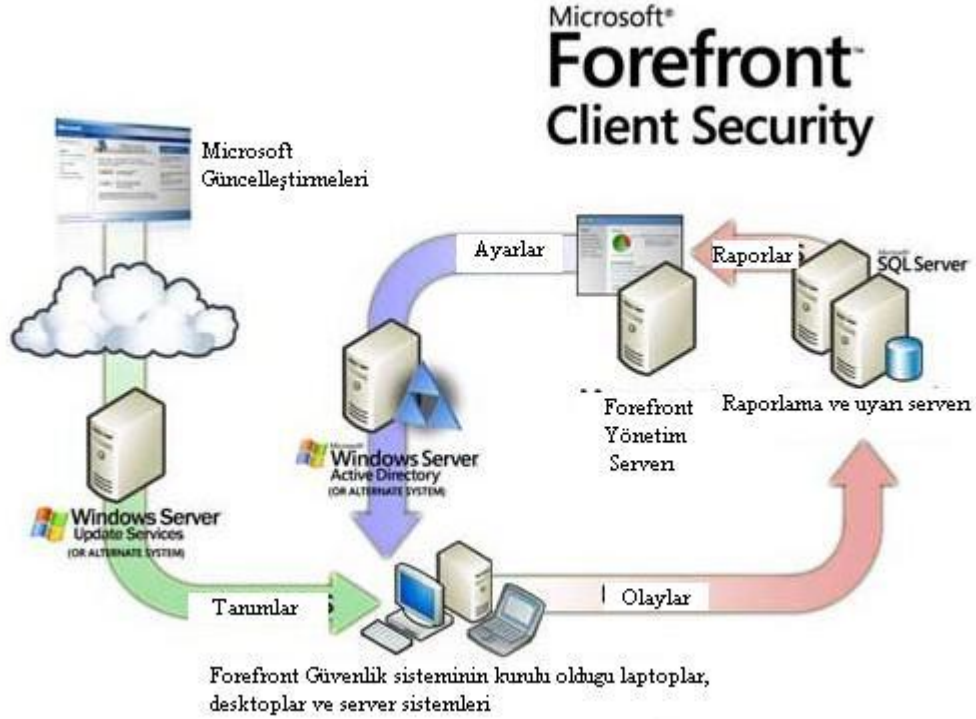 Microsoft®
Forefront™
Client Security
Microsoft
Güncelleştirmeleri
Ayarlar
Raporlar
Microsoft
SQL Server
Forefront
Yönetim
Serverı
Raporlama ve uyarı serverı
Microsoft
Windows Server
Active Directory
(OR ALTERNATE SYSTEM)
Windows Server
Update Services
(OR ALTERNATE SYSTEM)
Tanımlar
Olaylar
Forefront Güvenlik sisteminin kurulu oldugu laptoplar,
desktoplar ve server sistemleri